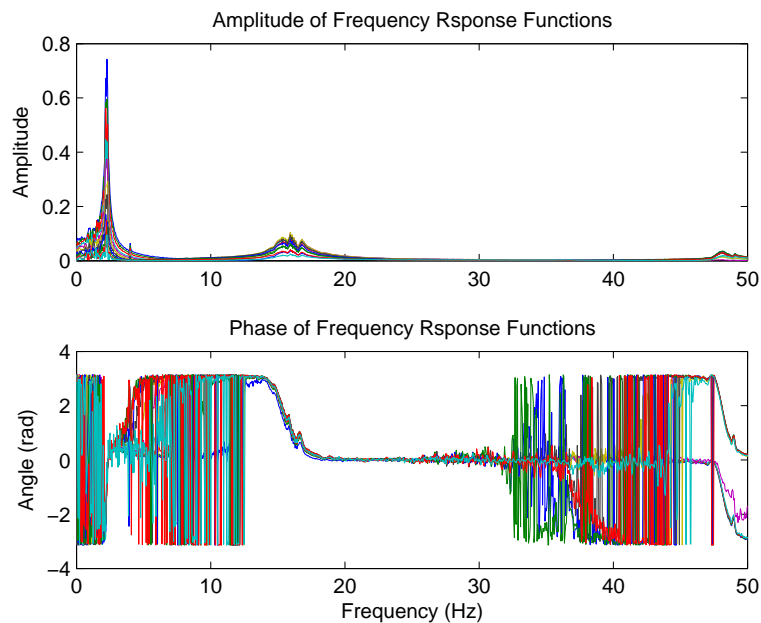 Amplitude of Frequency Rsponse Functions
0.8
0.6
0.4
0.2
0
Amplitude
0 10 20 30 40 50
Phase of Frequency Rsponse Functions
4
2
0
−2
−4
Angle (rad)
0 10 20 30 40 50
Frequency (Hz)